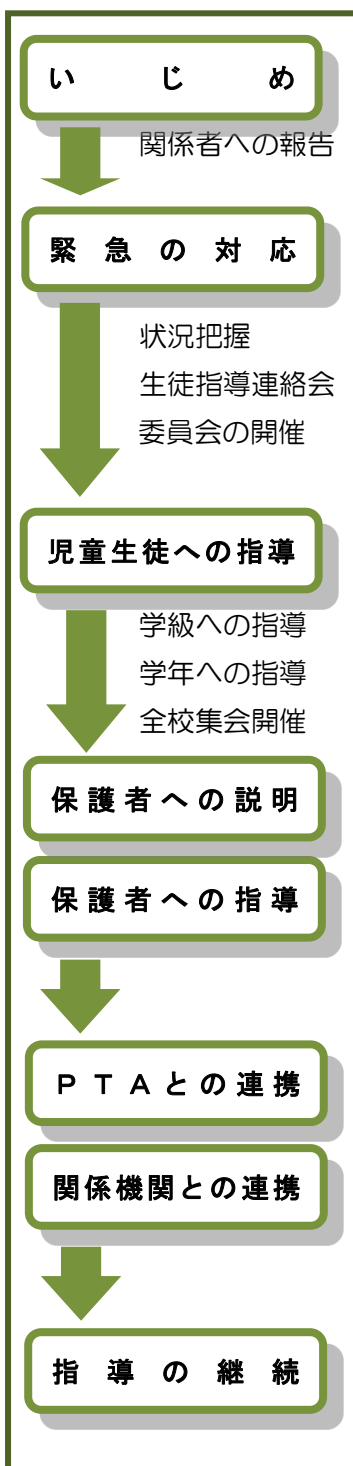 いじめ
関係者への報告
緊急の対応
状況把握
生徒指導連絡会
委員会の開催
児童生徒への指導
学級への指導
学年への指導
全校集会開催
保護者への説明
保護者への指導
ＰＴＡとの連携
関係機関との連携
指導の継続